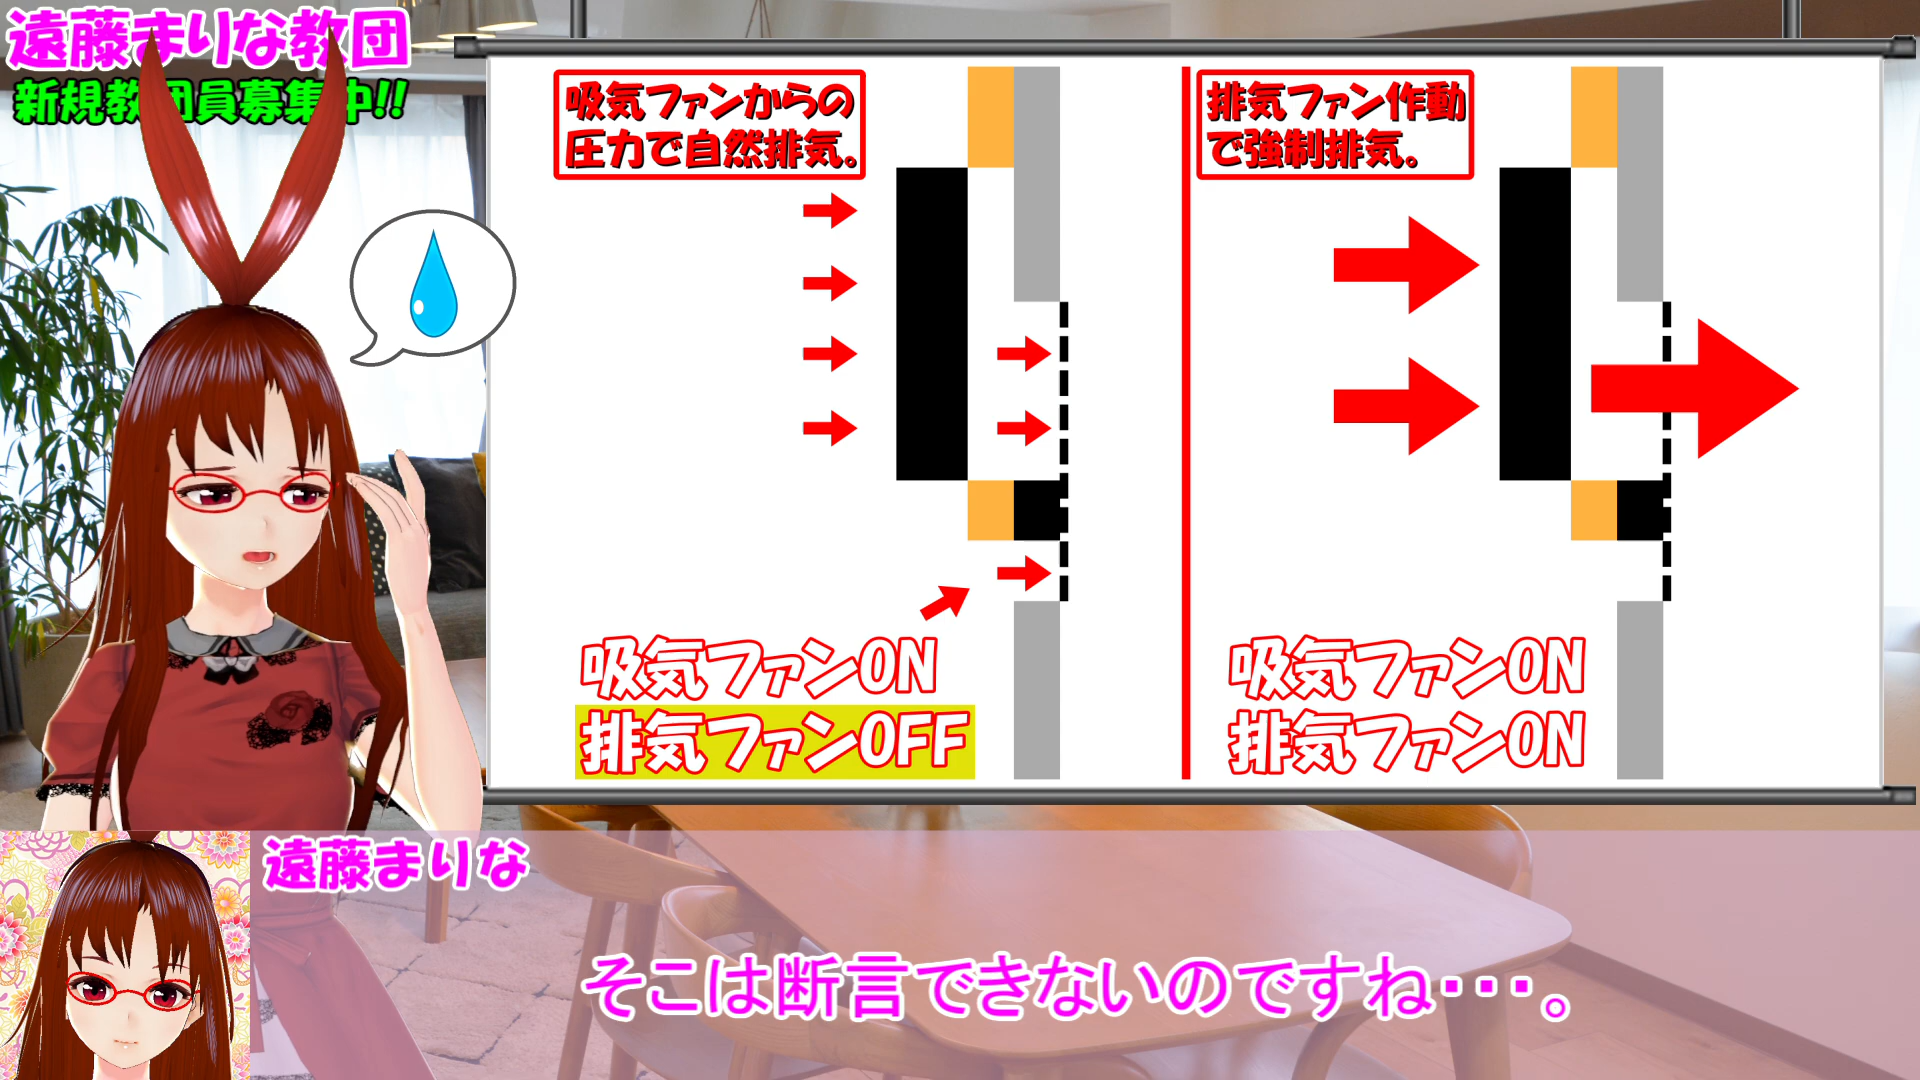 遠藤まりな教団
新規教団員募集中!!
吸気ファンからの
圧力で自然排気。
排気ファン作動
で強制排気。
吸気ファンON
排気ファンOFF
吸気ファンON
排気ファンON
遠藤まりな
そこは断言できないのですね・・・。